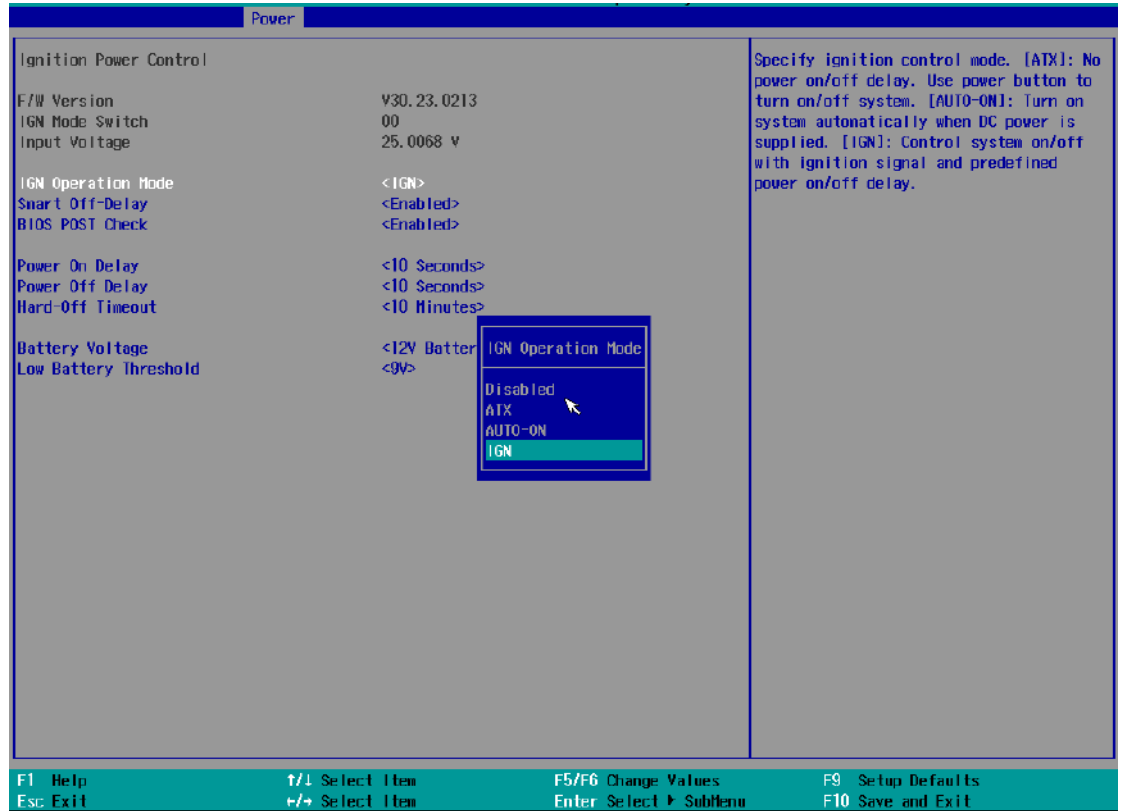 Power
Ignition Power Control
F/W Version V30.23.0213
IGN Mode Switch 00
Input Voltage 25.0068 V
IGN Operation Mode <IGN>
Smart Off-Delay <Enabled>
BIOS POST Check <Enabled>
Power On Delay <10 Seconds>
Power Off Delay <10 Seconds>
Hard-Off Timeout <10 Minutes>
Battery Voltage <12V Batter
Low Battery Threshold <9V>
IGN Operation Mode
Disabled
ATX
AUTO-ON
IGN
Specify ignition control mode. [ATX]: No
power on/off delay. Use power button to
turn on/off system. [AUTO-ON]: Turn on
system automatically when DC power is
supplied. [IGN]: Control system on/off
with ignition signal and predefined
power on/off delay.
F1 Help ↑/↓ Select Item F5/F6 Change Values F9 Setup Defaults
Esc Exit ←/→ Select Item Enter Select ▶ SubMenu F10 Save and Exit